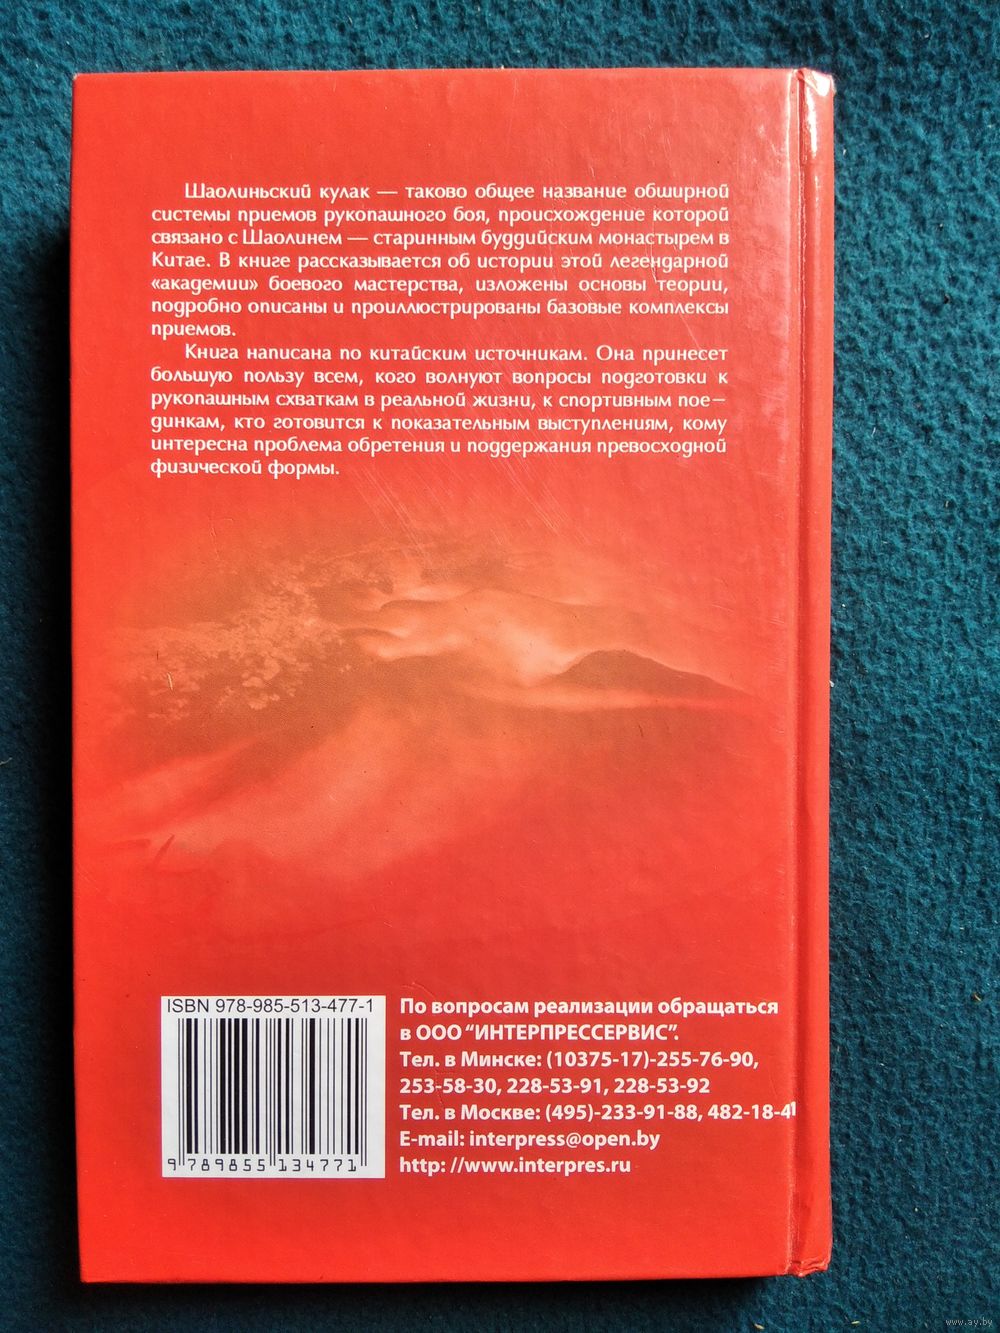 Шаолиньский кулак — таково общее название обширной
системы приемов рукопашного боя, происхождение которой
связано с Шаолинем — старинным буддийским монастырем в
Китае. В книге рассказывается об истории этой легендарной
«академии» боевого мастерства, изложены основы теории,
подробно описаны и проиллюстрированы базовые комплексы
приемов.
Книга написана по китайским источникам. Она принесет
большую пользу всем, кого волнуют вопросы подготовки к
рукопашным схваткам в реальной жизни, к спортивным пое-
динкам, кто готовится к показательным выступлениям, кому
интересна проблема обретения и поддержания превосходной
физической формы.
ISBN 978-985-513-477-1
9 789855 134771
По вопросам реализации обращаться
в ООО "ИНТЕРПРЕССЕРВИС".
Тел. в Минске: (10375-17)-255-76-90,
253-58-30, 228-53-91, 228-53-92
Тел. в Москве: (495)-233-91-88, 482-18-41
E-mail: interpress@open.by
http: //www.interpres.ru
www.ay.by